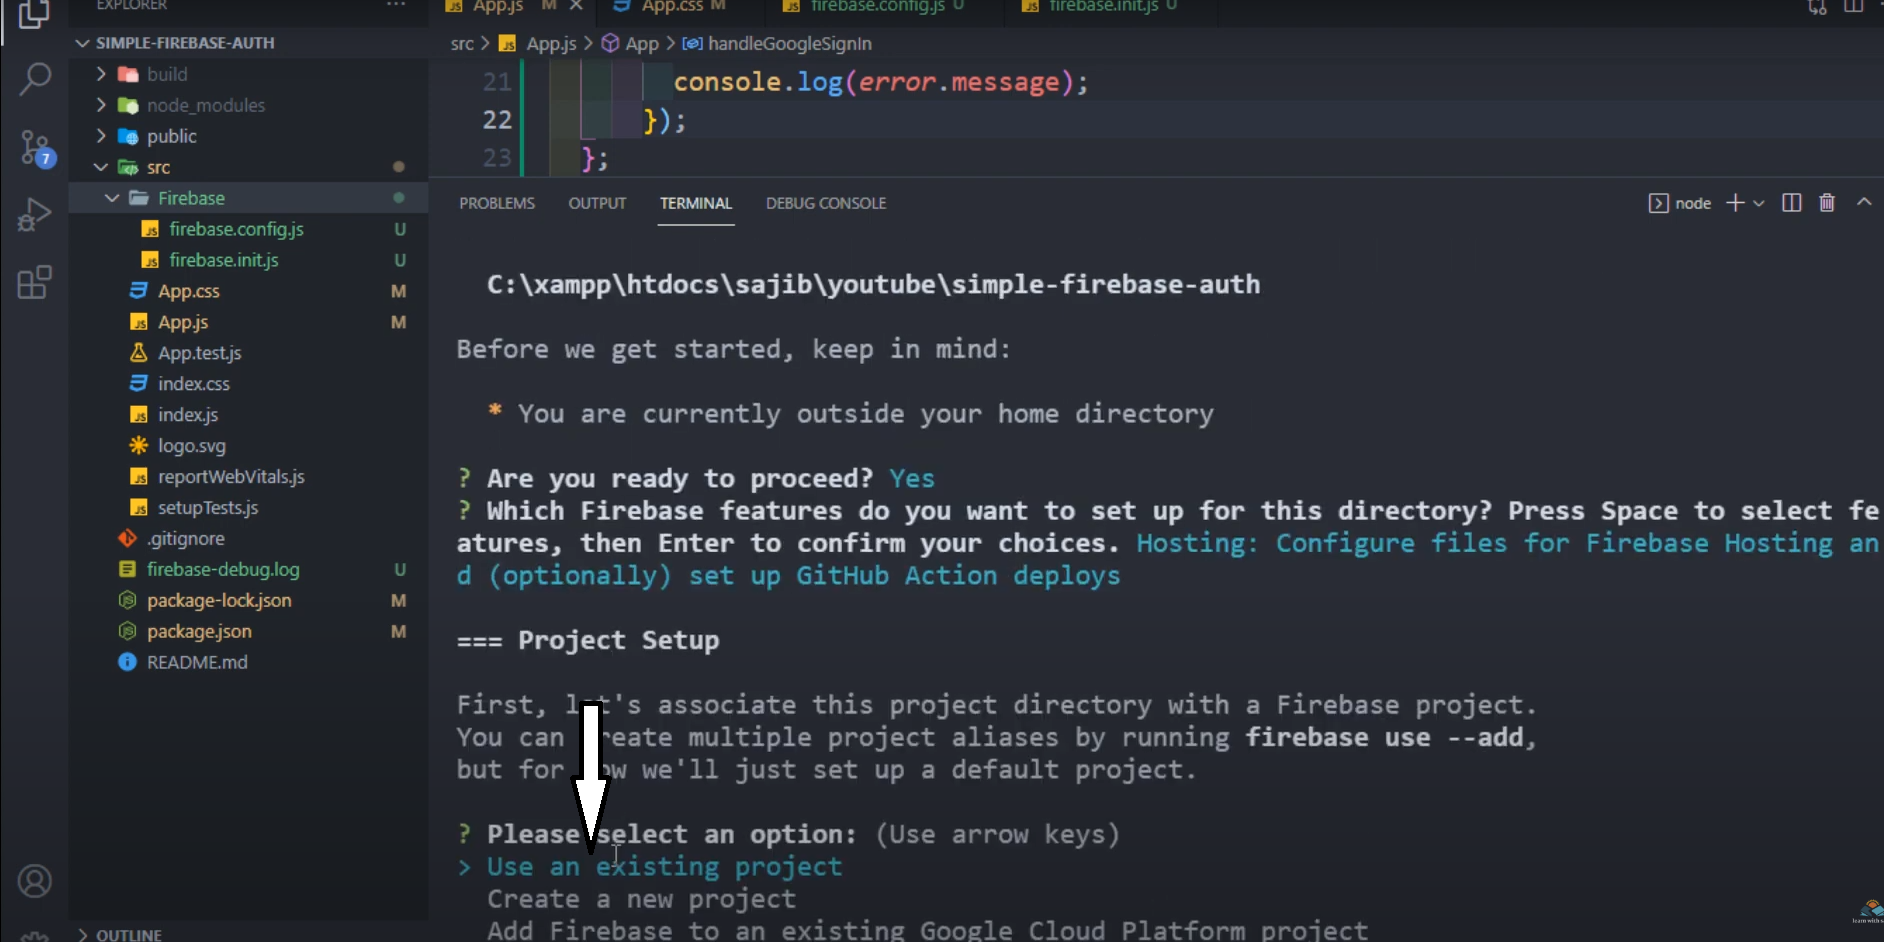 EXPLORER
App.js M
App.css M
firebase.config.js U
firebase.init.js U
SIMPLE-FIREBASE-AUTH
src > App.js > App > handleGoogleSignIn
build
node_modules
public
src
Firebase
firebase.config.js U
firebase.init.js U
App.css M
App.js M
App.test.js
index.css
index.js
logo.svg
reportWebVitals.js
setupTests.js
.gitignore
firebase-debug.log U
package-lock.json M
package.json M
README.md
OUTLINE
7
21 console.log(error.message);
22 });
23 };
PROBLEMS OUTPUT TERMINAL DEBUG CONSOLE
node
C:\xampp\htdocs\sajib\youtube\simple-firebase-auth
Before we get started, keep in mind:
* You are currently outside your home directory
? Are you ready to proceed? Yes
? Which Firebase features do you want to set up for this directory? Press Space to select fe
atures, then Enter to confirm your choices. Hosting: Configure files for Firebase Hosting an
d (optionally) set up GitHub Action deploys
=== Project Setup
First, let's associate this project directory with a Firebase project.
You can create multiple project aliases by running firebase use --add,
but for now we'll just set up a default project.
? Please select an option: (Use arrow keys)
> Use an existing project
Create a new project
Add Firebase to an existing Google Cloud Platform project